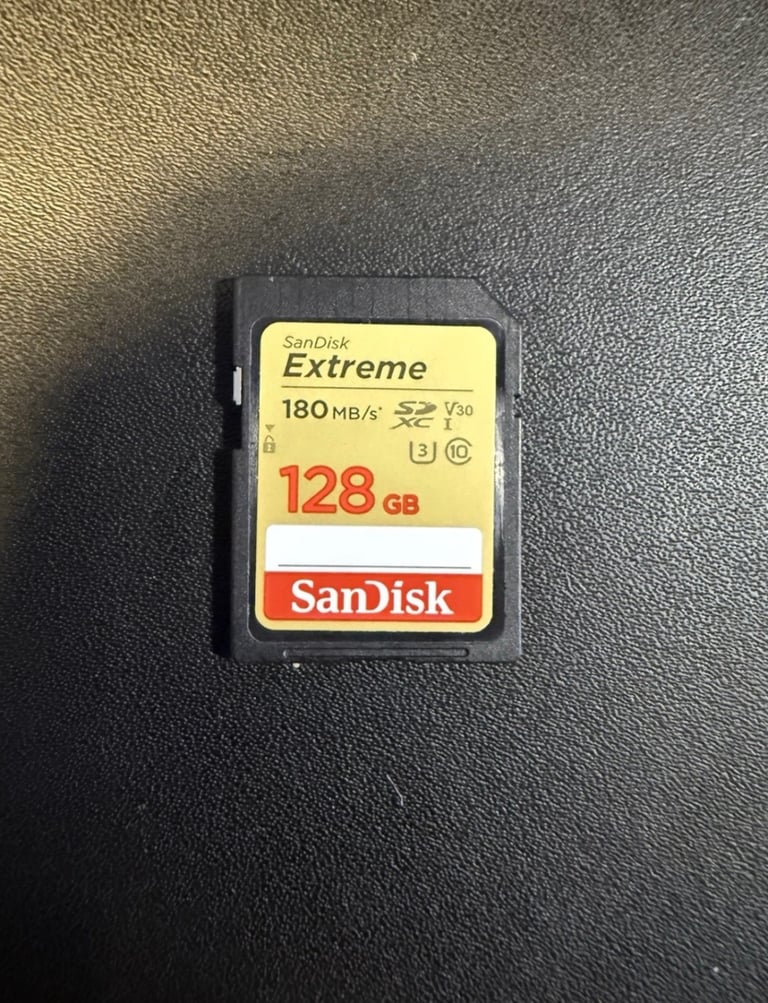 SanDisk
Extreme
180 MB/s* SD XC V30 I
3 10
128 GB
SanDisk